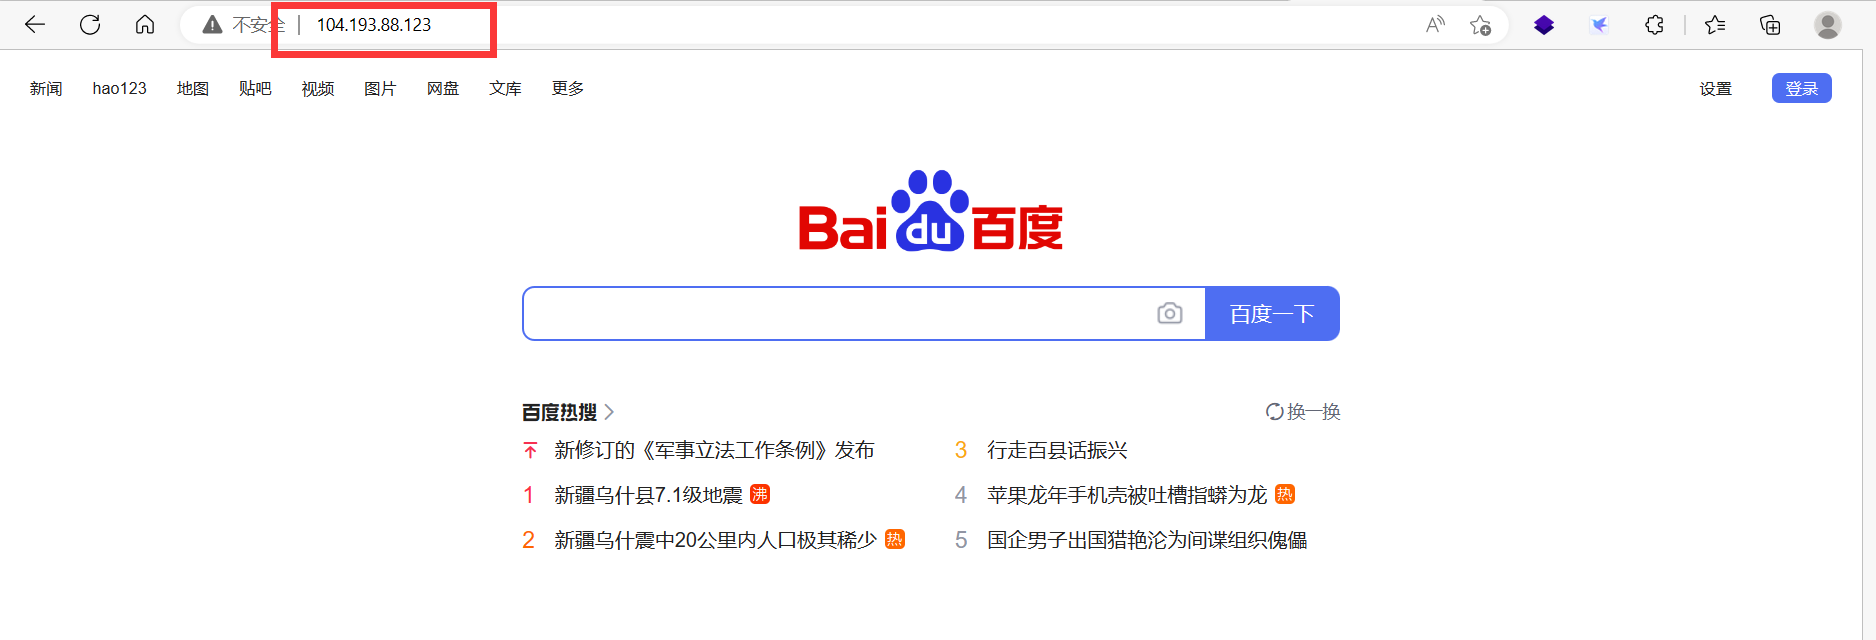 不安全 104.193.88.123
新闻 hao123 地图 贴吧 视频 图片 网盘 文库 更多 设置 登录
Bai du 百度
百度一下
百度热搜 换一换
新修订的《军事立法工作条例》发布
1 新疆乌什县7.1级地震 沸
2 新疆乌什震中20公里内人口极其稀少 热
3 行走百县话振兴
4 苹果龙年手机壳被吐槽指蟒为龙 热
5 国企男子出国猎艳沦为间谍组织傀儡